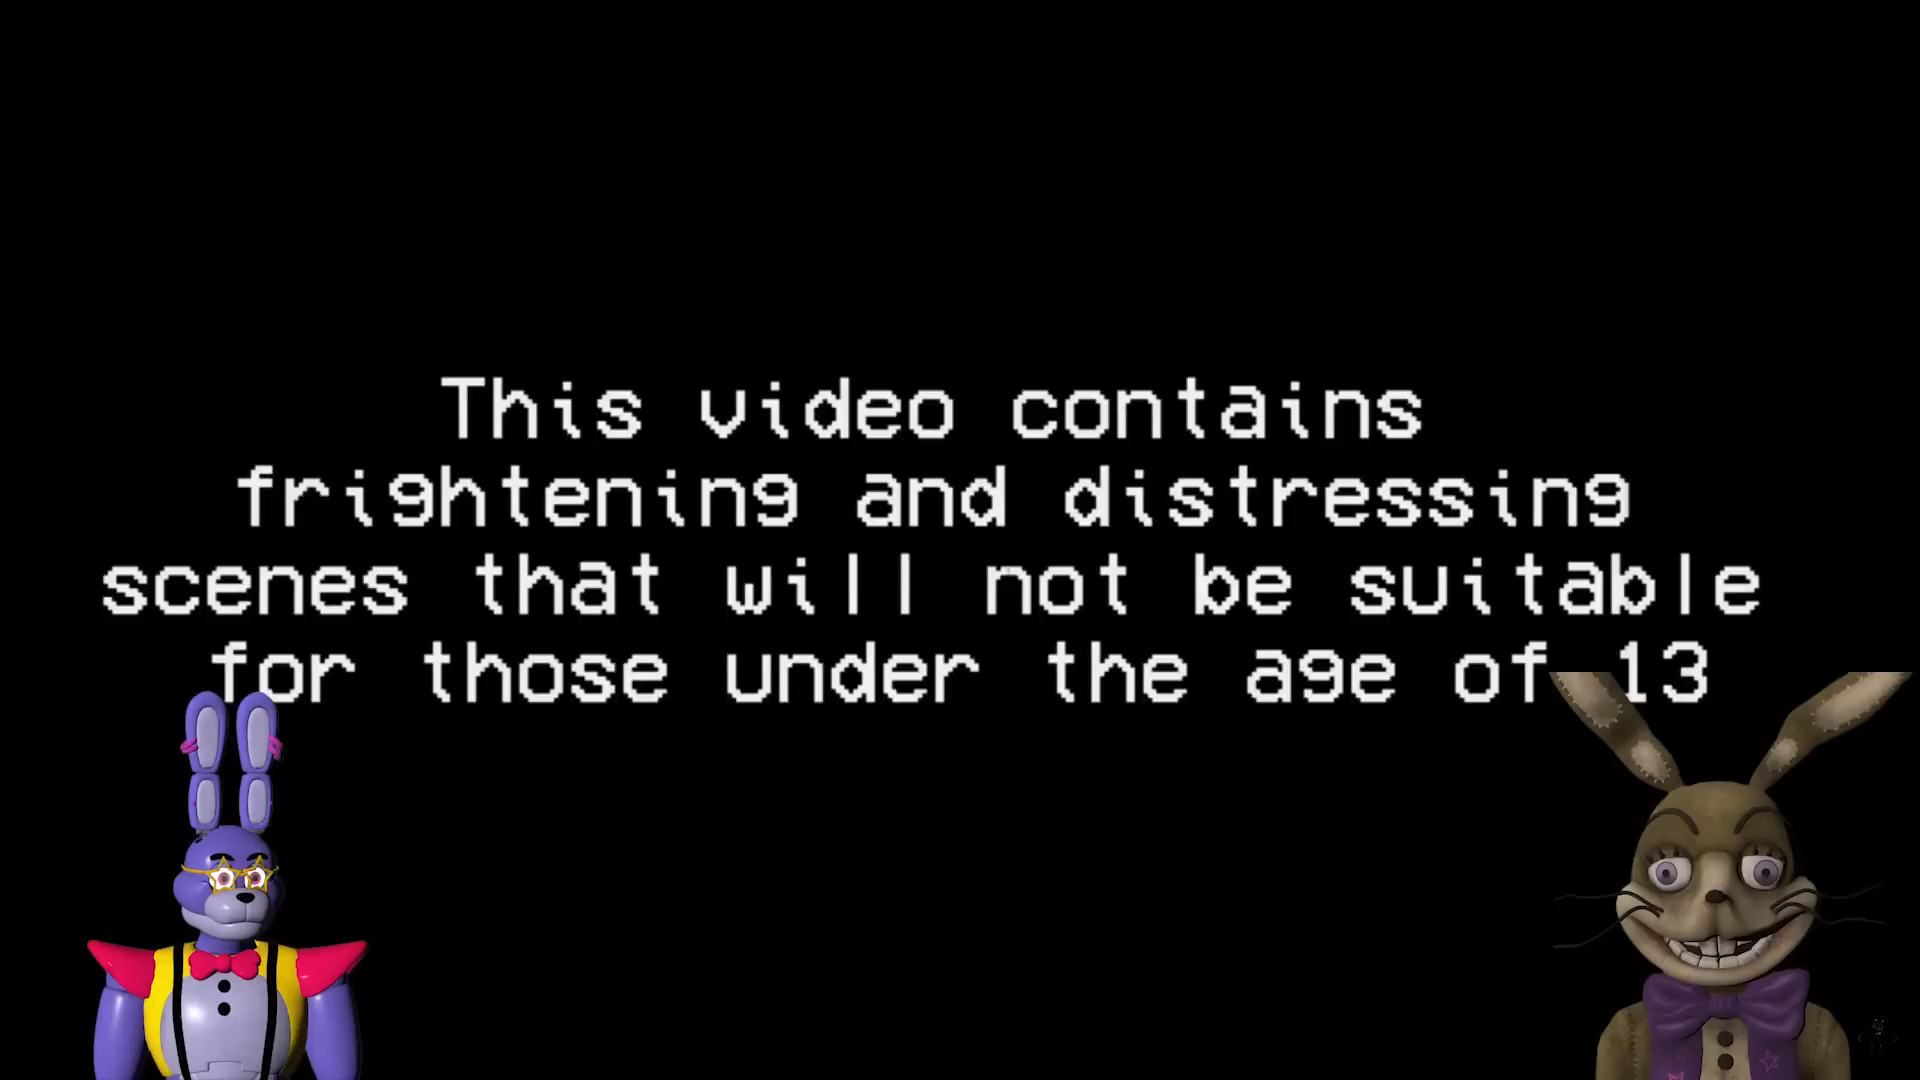 This video contains
frightening and distressing
scenes that will not be suitable
for those under the age of 13